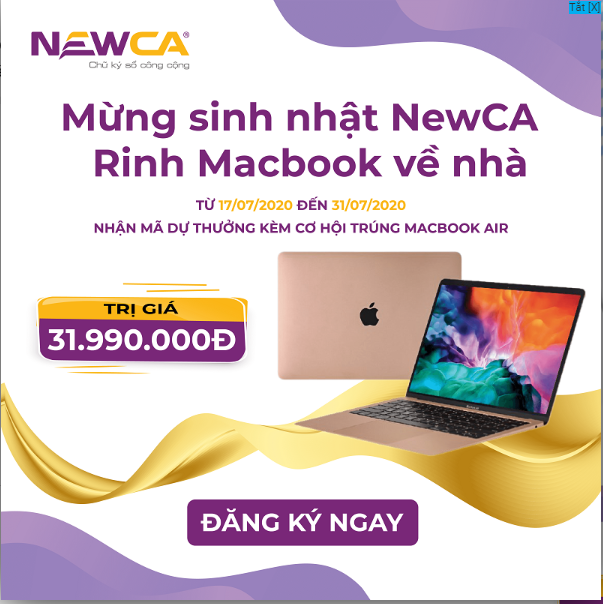 Tắt [X]
NEWCA®
Chữ ký số công cộng
Mừng sinh nhật NewCA
Rinh Macbook về nhà
TỪ 17/07/2020 ĐẾN 31/07/2020
NHẬN MÃ DỰ THƯỞNG KÈM CƠ HỘI TRÚNG MACBOOK AIR
TRỊ GIÁ
31.990.000Đ
ĐĂNG KÝ NGAY